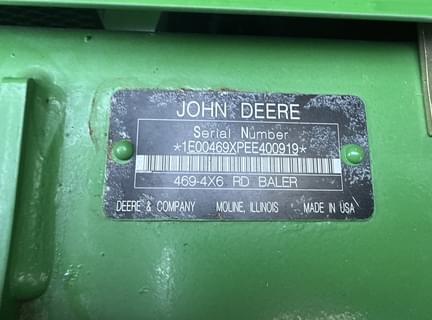 JOHN DEERE
Serial Number
*1E00469XPEE400919*
469-4X6 RD BALER
DEERE & COMPANY MOLINE, ILLINOIS MADE IN USA